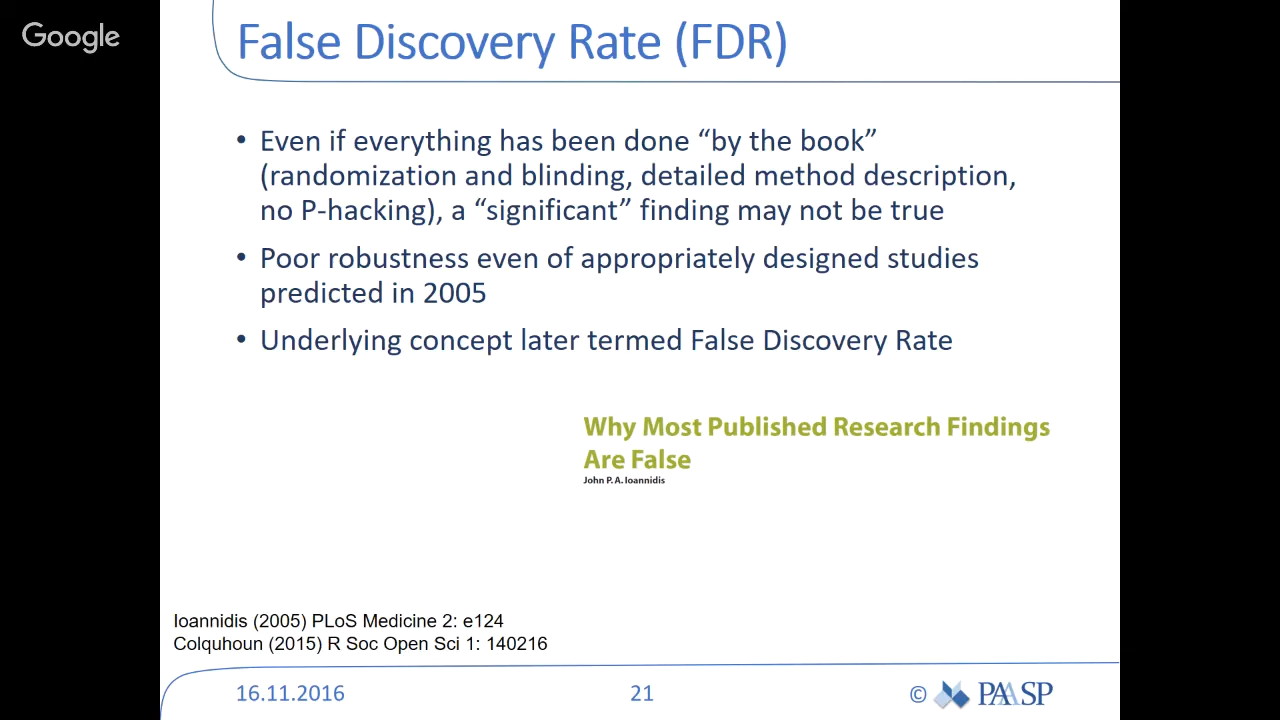 Google
False Discovery Rate (FDR)
• Even if everything has been done “by the book”
(randomization and blinding, detailed method description,
no P-hacking), a “significant” finding may not be true
• Poor robustness even of appropriately designed studies
predicted in 2005
• Underlying concept later termed False Discovery Rate
Why Most Published Research Findings
Are False
John P. A. Ioannidis
Ioannidis (2005) PLoS Medicine 2: e124
Colquhoun (2015) R Soc Open Sci 1: 140216
16.11.2016
21
© PAASP